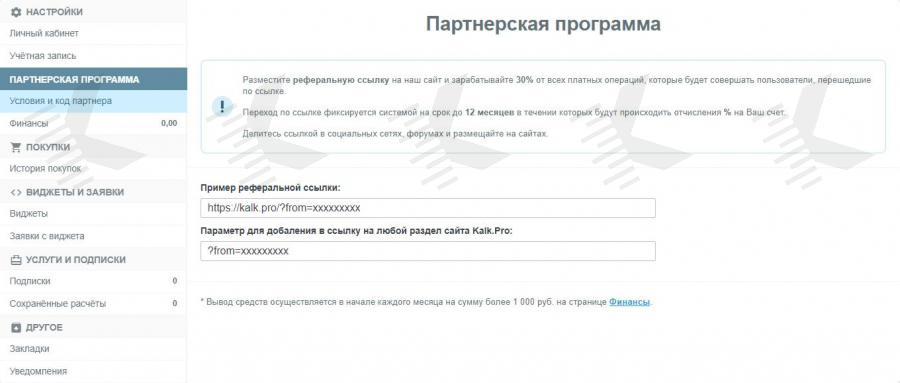 НАСТРОЙКИ
Личный кабинет
Учётная запись
ПАРТНЕРСКАЯ ПРОГРАММА
Условия и код партнера
Финансы 0,00
ПОКУПКИ
История покупок
ВИДЖЕТЫ И ЗАЯВКИ
Виджеты
Заявки с виджета
УСЛУГИ И ПОДПИСКИ
Подписки 0
Сохранённые расчёты 0
ДРУГОЕ
Закладки
Уведомления
Партнерская программа
Разместите реферальную ссылку на наш сайт и зарабатывайте 30% от всех платных операций, которые будет совершать пользователи, перешедшие
по ссылке.
Переход по ссылке фиксируется системой на срок до 12 месяцев в течении которых будут происходить отчисления % на Ваш счет.
Делитесь ссылкой в социальных сетях, форумах и размещайте на сайтах.
Пример реферальной ссылки:
https://kalk.pro/?from=xxxxxxxxx
Параметр для добаления в ссылку на любой раздел сайта Kalk.Pro:
?from=xxxxxxxxx
* Вывод средств осуществляется в начале каждого месяца на сумму более 1 000 руб. на странице Финансы.